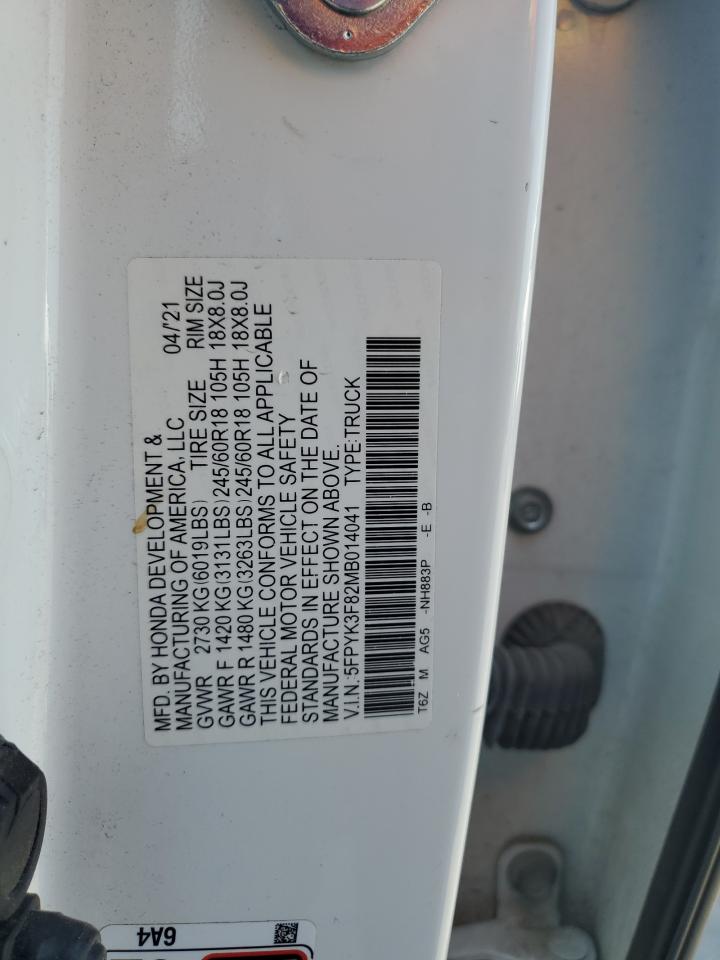 MFD. BY HONDA DEVELOPMENT &
MANUFACTURING OF AMERICA, LLC 04/'21
GVWR 2730 KG(6019LBS) TIRE SIZE RIM SIZE
GAWR F 1420 KG(3131LBS)245/60R18 105H 18X8.0J
GAWR R 1480 KG(3263LBS)245/60R18 105H 18X8.0J
THIS VEHICLE CONFORMS TO ALL APPLICABLE
FEDERAL MOTOR VEHICLE SAFETY
STANDARDS IN EFFECT ON THE DATE OF
MANUFACTURE SHOWN ABOVE.
V.I.N.:5FPYK3F82MB014041 TYPE:TRUCK
T6Z M AG5 -NH883P -E -B
6A4